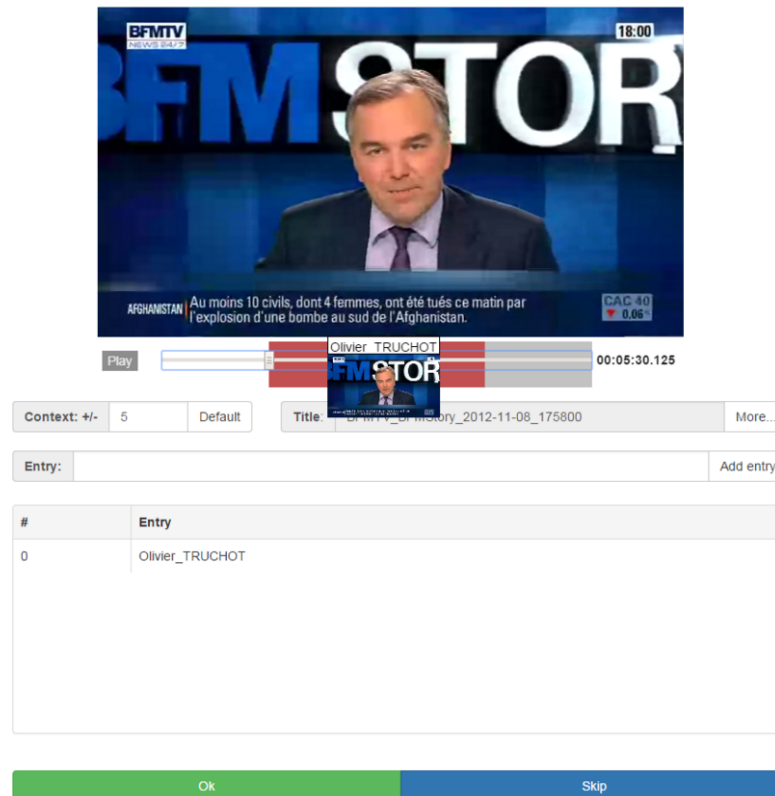 BFMTV
NEWS 24/7
18:00
BFM STOR
AFGHANISTAN
Au moins 10 civils, dont 4 femmes, ont été tués ce matin par
l'explosion d'une bombe au sud de l'Afghanistan.
CAC 40
▼ 0,06%
Olivier_TRUCHOT
Play
00:05:30.125
FM STOR
Context: +/- 5 Default
Title: BFMTV_BFMStory_2012-11-08_175800 More...
Entry: Add entry
# Entry
0 Olivier_TRUCHOT
Ok Skip